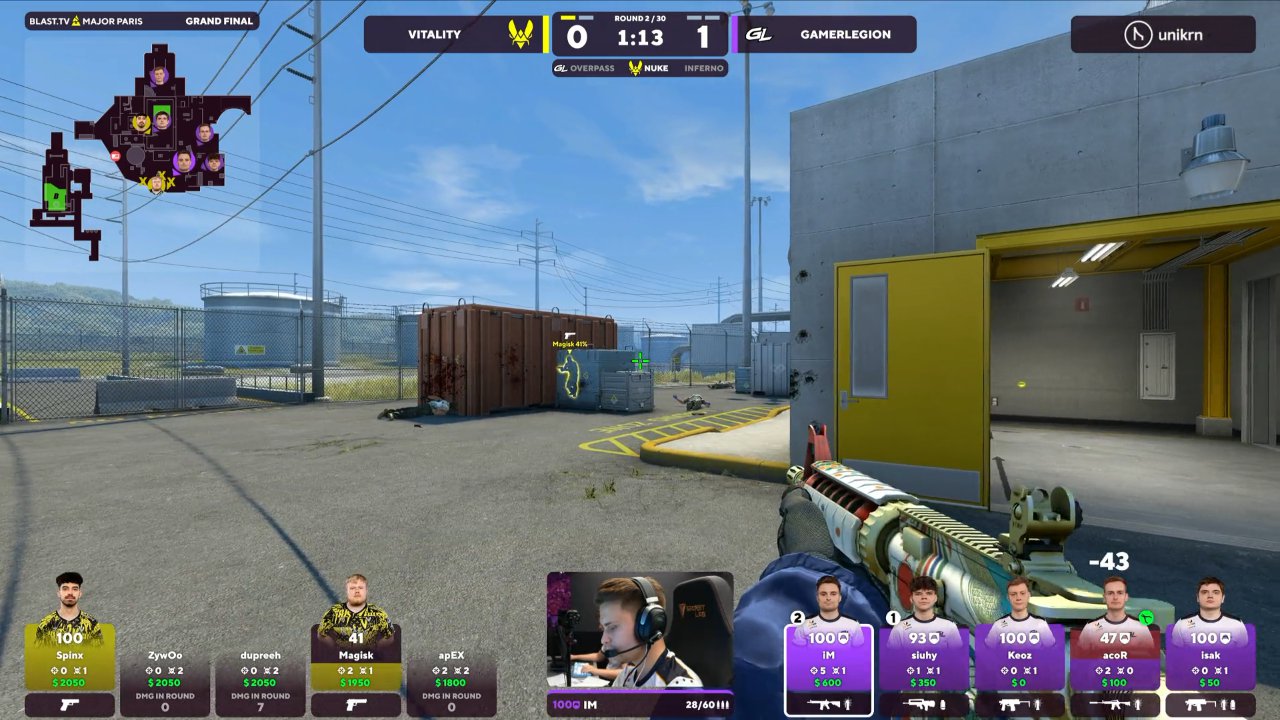 BLAST.TV MAJOR PARIS GRAND FINAL
VITALITY
0
ROUND 2 / 30
1:13
1
GL
GAMERLEGION
unikrn
GL OVERPASS NUKE INFERNO
Magisk 41%
-43
2
1
100
41
100
93
100
47
100
Spinx
ZywOo
dupreeh
Magisk
apEX
iM
siuhy
Keoz
acoR
isak
0 1
0 2
0 2
2 1
2 2
5 1
1 1
0 1
2 0
0 1
$ 2050
$ 2050
$ 2050
$ 1950
$ 1800
$ 600
$ 350
$ 0
$ 100
$ 50
DMG IN ROUND
0
DMG IN ROUND
7
DMG IN ROUND
0
SECRET LAB
100 IM
28/60